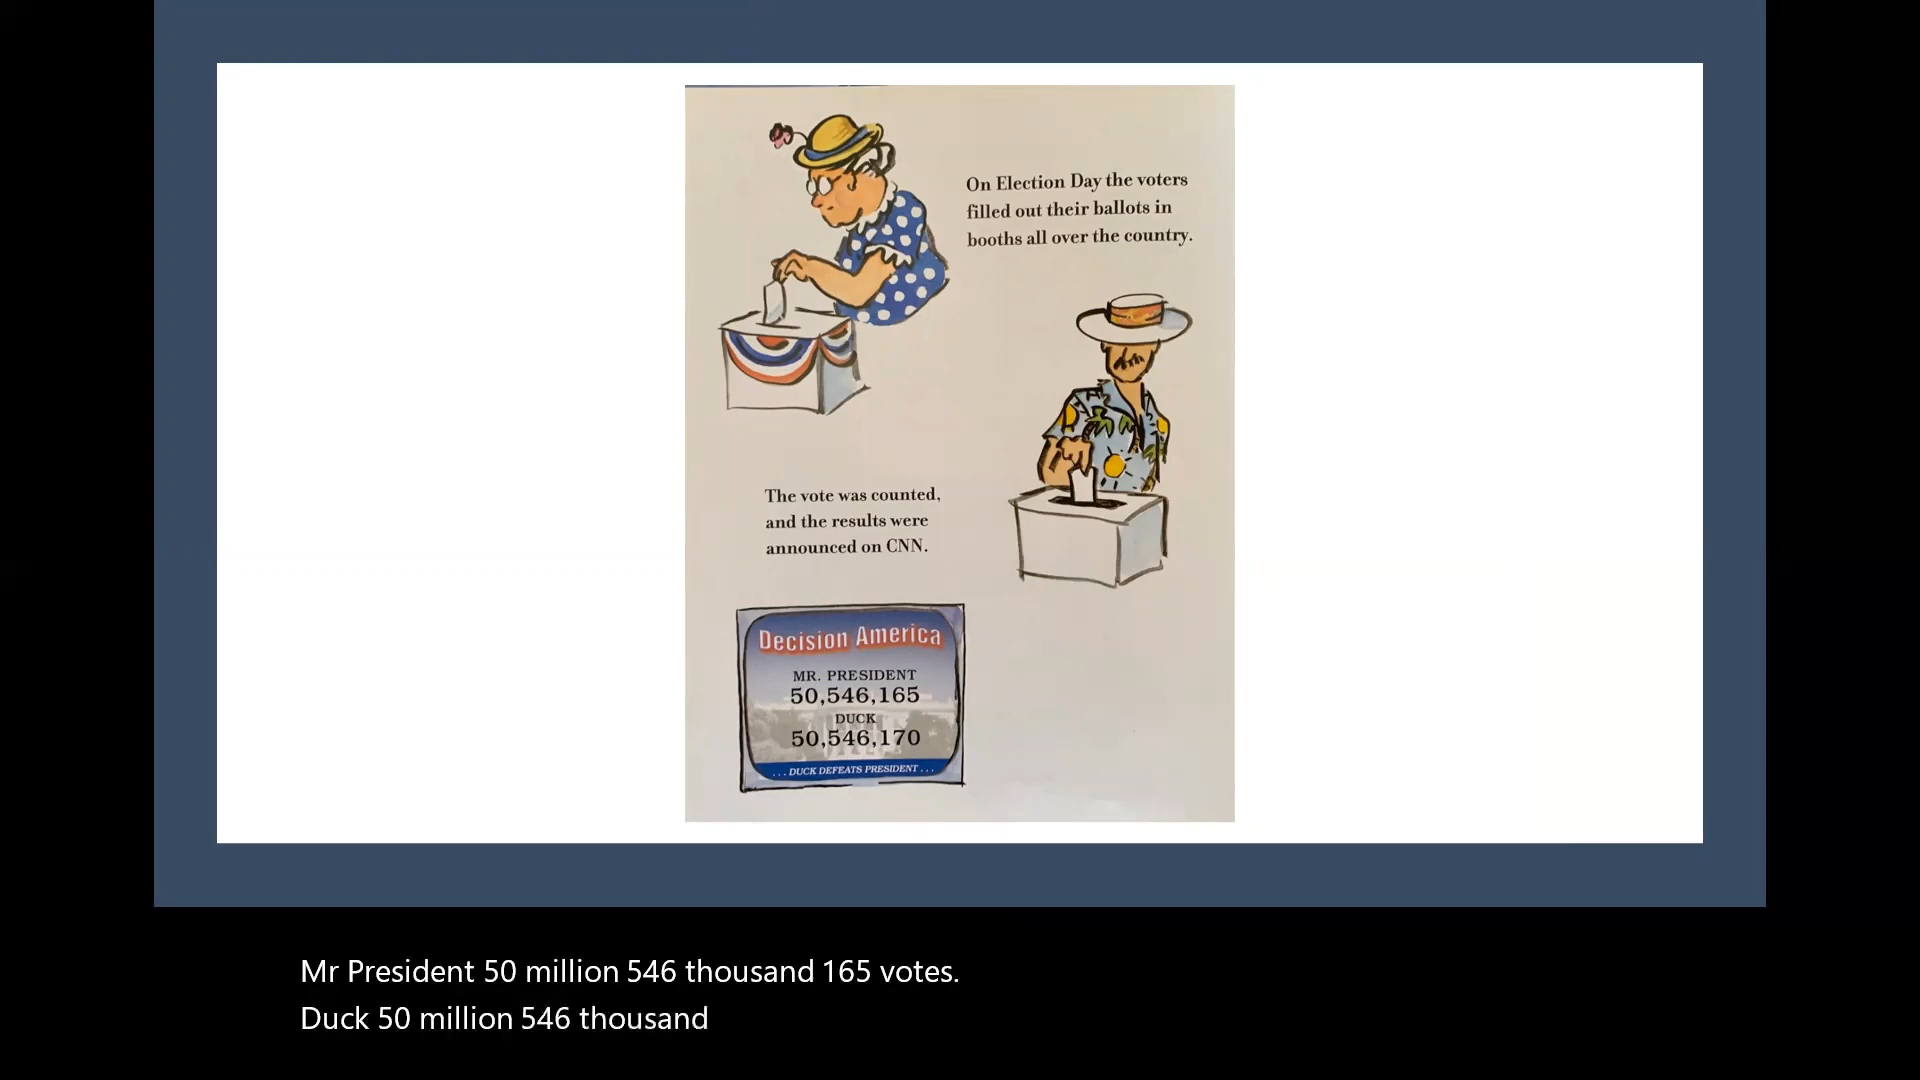 On Election Day the voters
filled out their ballots in
booths all over the country.
The vote was counted,
and the results were
announced on CNN.
Decision America
MR. PRESIDENT
50,546,165
DUCK
50,546,170
...DUCK DEFEATS PRESIDENT...
Mr President 50 million 546 thousand 165 votes.
Duck 50 million 546 thousand